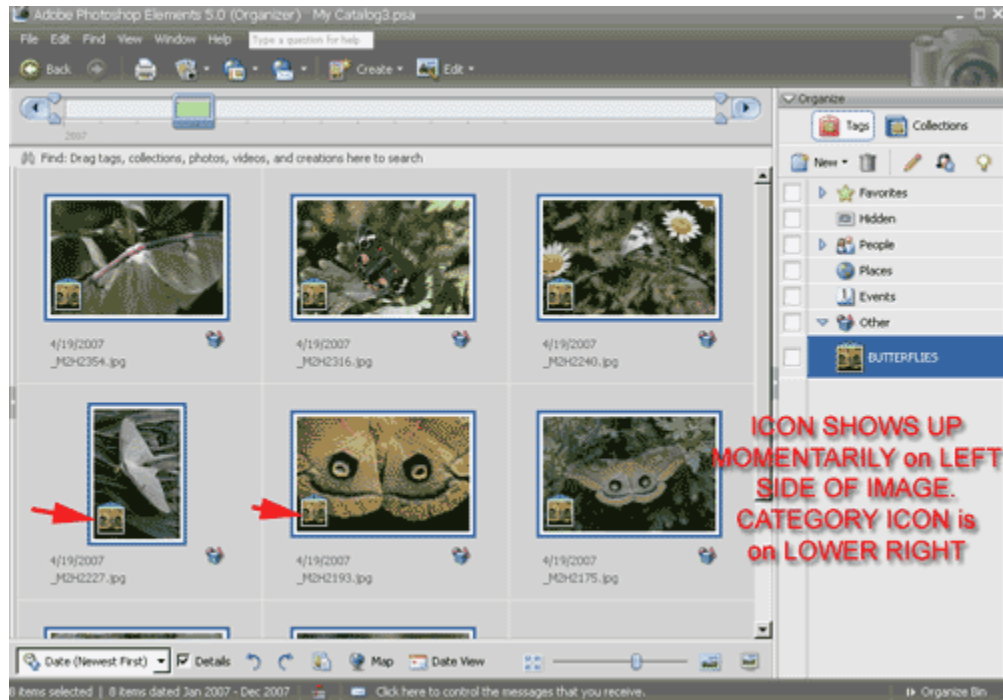 Adobe Photoshop Elements 5.0 (Organizer) My Catalog3.psa
File Edit Find View Window Help Type a question for help
Back Create Edit
2007
Organize
Tags Collections
Find: Drag tags, collections, photos, videos, and creations here to search
New
Favorites
Hidden
People
Places
Events
Other
BUTTERFLIES
4/19/2007
_M2H2354.jpg
4/19/2007
_M2H2316.jpg
4/19/2007
_M2H2240.jpg
4/19/2007
_M2H2227.jpg
4/19/2007
_M2H2193.jpg
4/19/2007
_M2H2175.jpg
ICON SHOWS UP
MOMENTARILY on LEFT
SIDE OF IMAGE.
CATEGORY ICON is
on LOWER RIGHT
Date (Newest First) Details Map Date View
8 items selected | 8 items dated Jan 2007 - Dec 2007 Click here to control the messages that you receive. Organize Bin